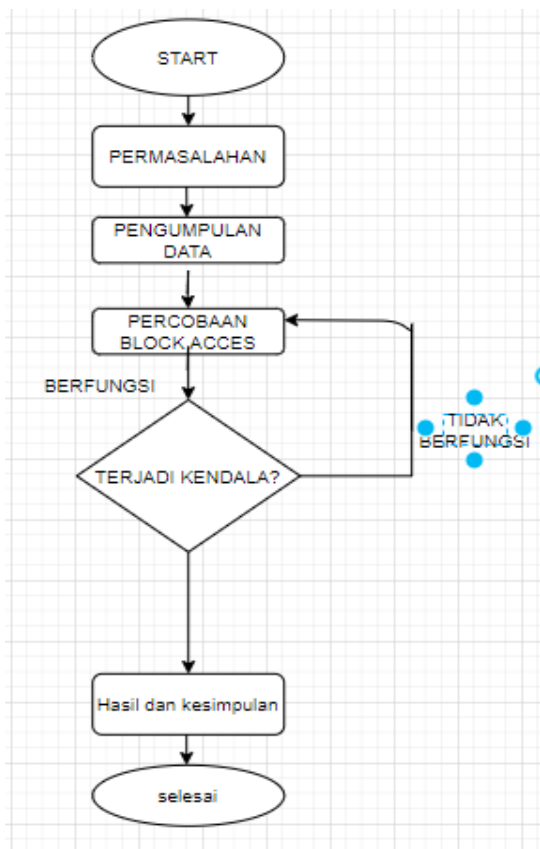 START
PERMASALAHAN
PENGUMPULAN
DATA
PERCOBAAN
BLOCK ACCES
BERFUNGSI
TIDAK
BERFUNGSI
TERJADI KENDALA?
Hasil dan kesimpulan
selesai